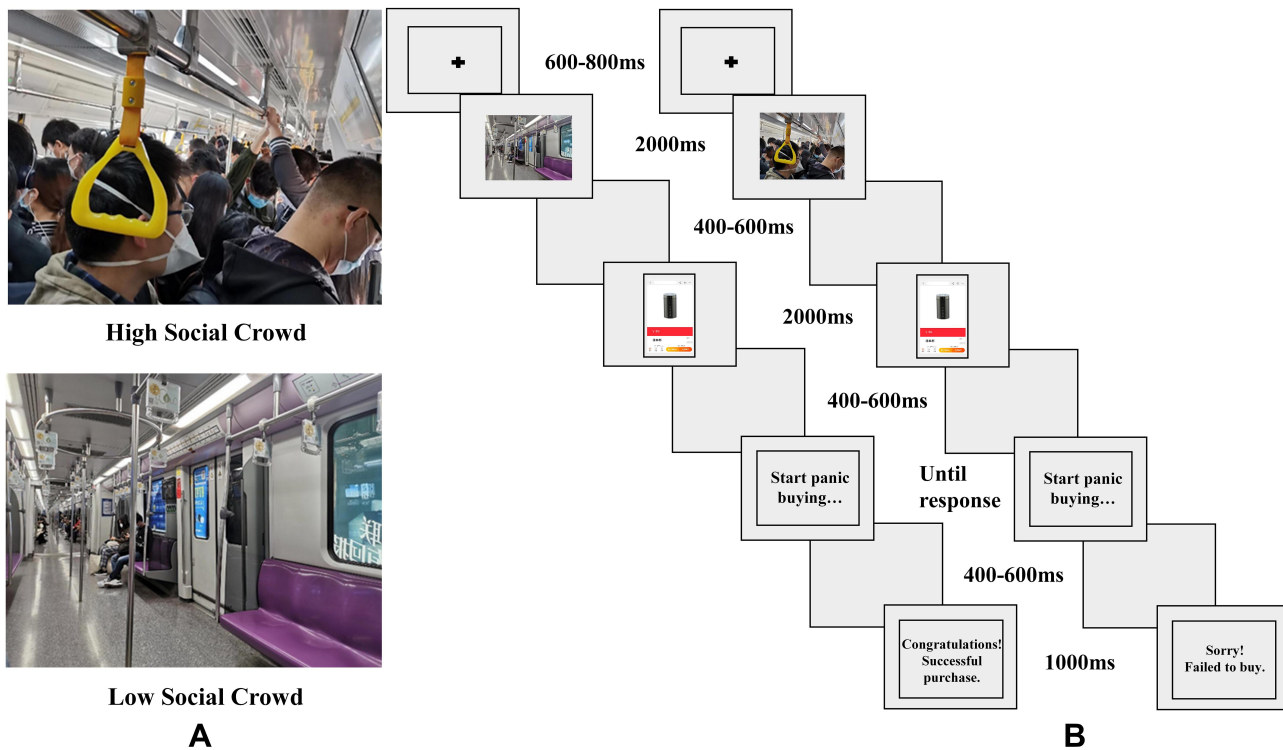 High Social Crowd
Low Social Crowd
A
600-800ms
2000ms
400-600ms
2000ms
400-600ms
Start panic
buying…
Until
response
Start panic
buying…
400-600ms
Congratulations!
Successful
purchase.
1000ms
Sorry!
Failed to buy.
B